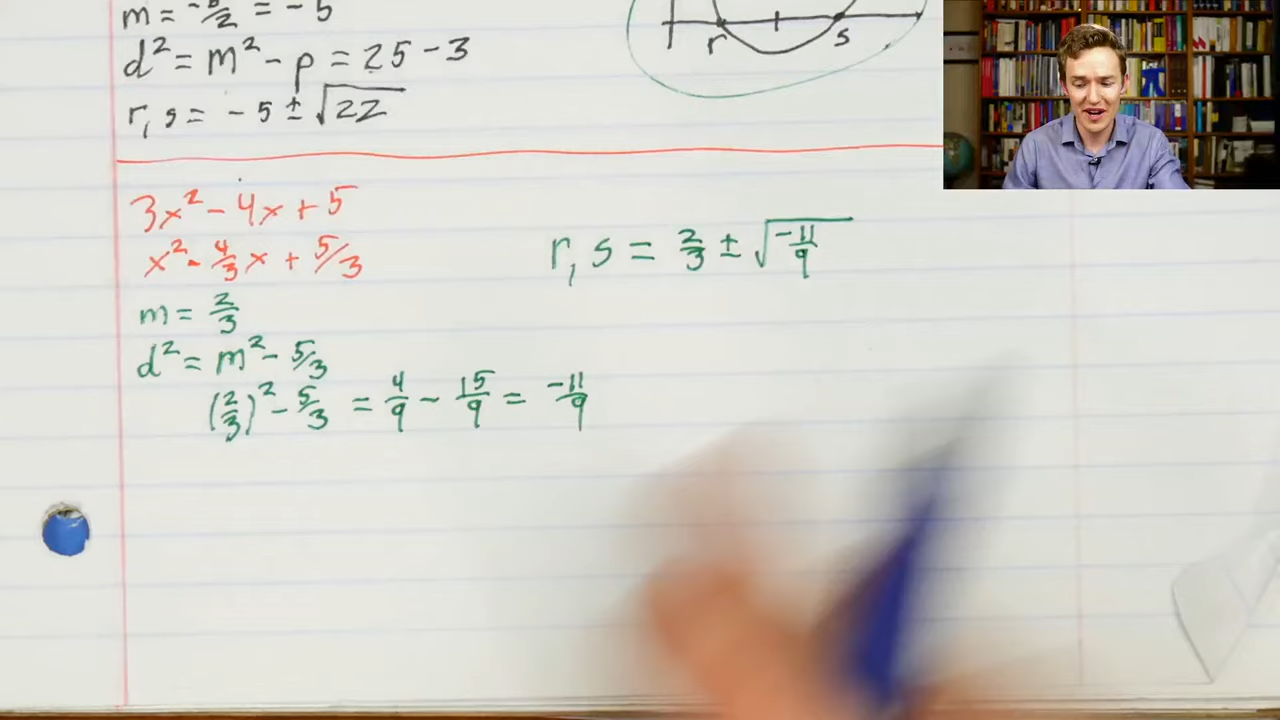 m = -b/2 = -5
d² = m² - p = 25 - 3
r, s = -5 ± √22
r s
3x² - 4x + 5
x² - 4/3 x + 5/3
m = 2/3
d² = m² - 5/3
(2/3)² - 5/3 = 4/9 - 15/9 = -11/9
r, s = 2/3 ± √(-11/9)